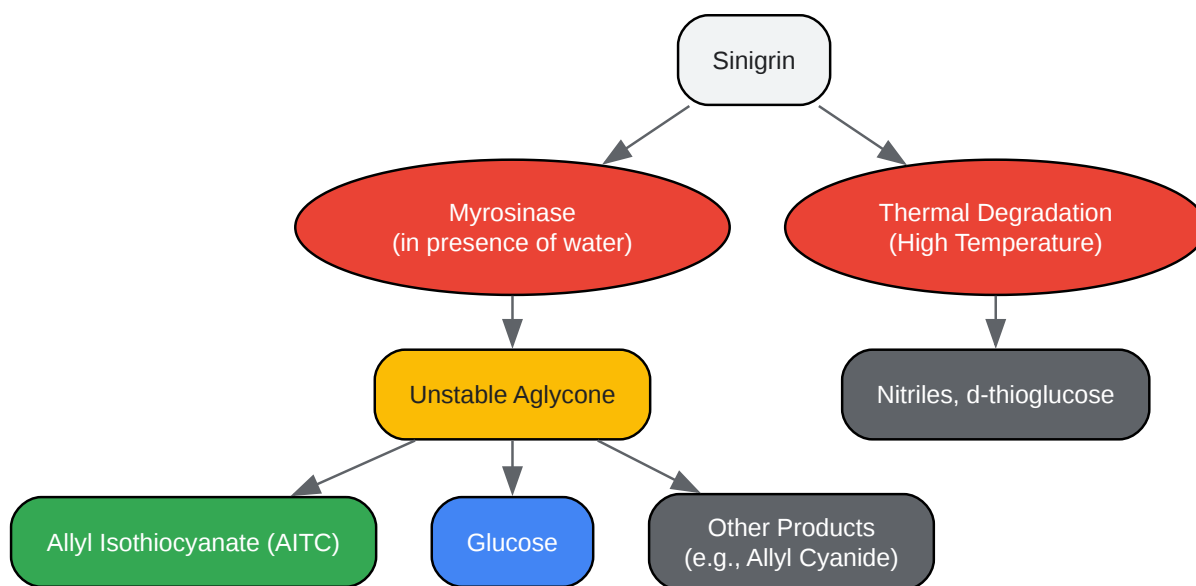 Sinigrin
Myrosinase
(in presence of water)
Thermal Degradation
(High Temperature)
Unstable Aglycone
Nitriles, d-thioglucose
Allyl Isothiocyanate (AITC)
Glucose
Other Products
(e.g., Allyl Cyanide)